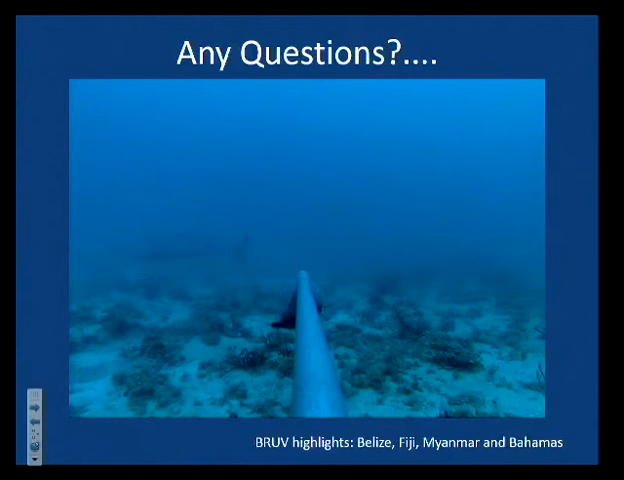 Any Questions?....
BRUV highlights: Belize, Fiji, Myanmar and Bahamas